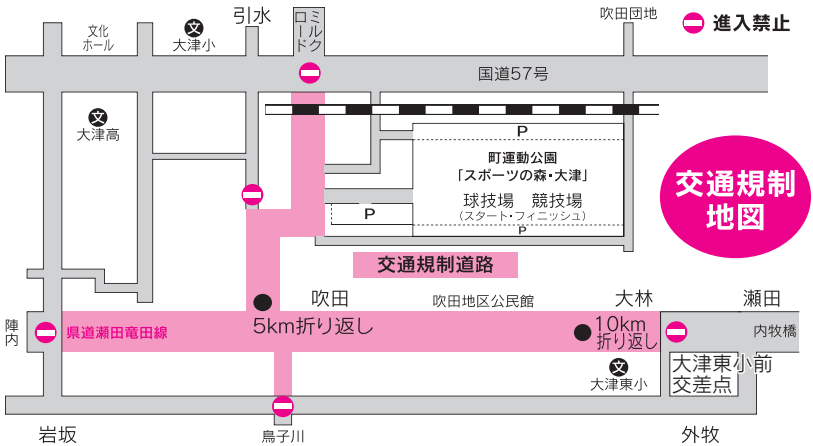 引水
ミルク
ロード
吹田団地
進入禁止
文化
ホール
文
大津小
国道57号
文
大津高
P
町運動公園
「スポーツの森・大津」
球技場 競技場
(スタート・フィニッシュ)
P
P
交通規制
地図
交通規制道路
吹田
吹田地区公民館
大林
瀬田
陣内
県道瀬田竜田線
5km折り返し
10km
折り返し
内牧橋
文
大津東小
大津東小前
交差点
岩坂
鳥子川
外牧